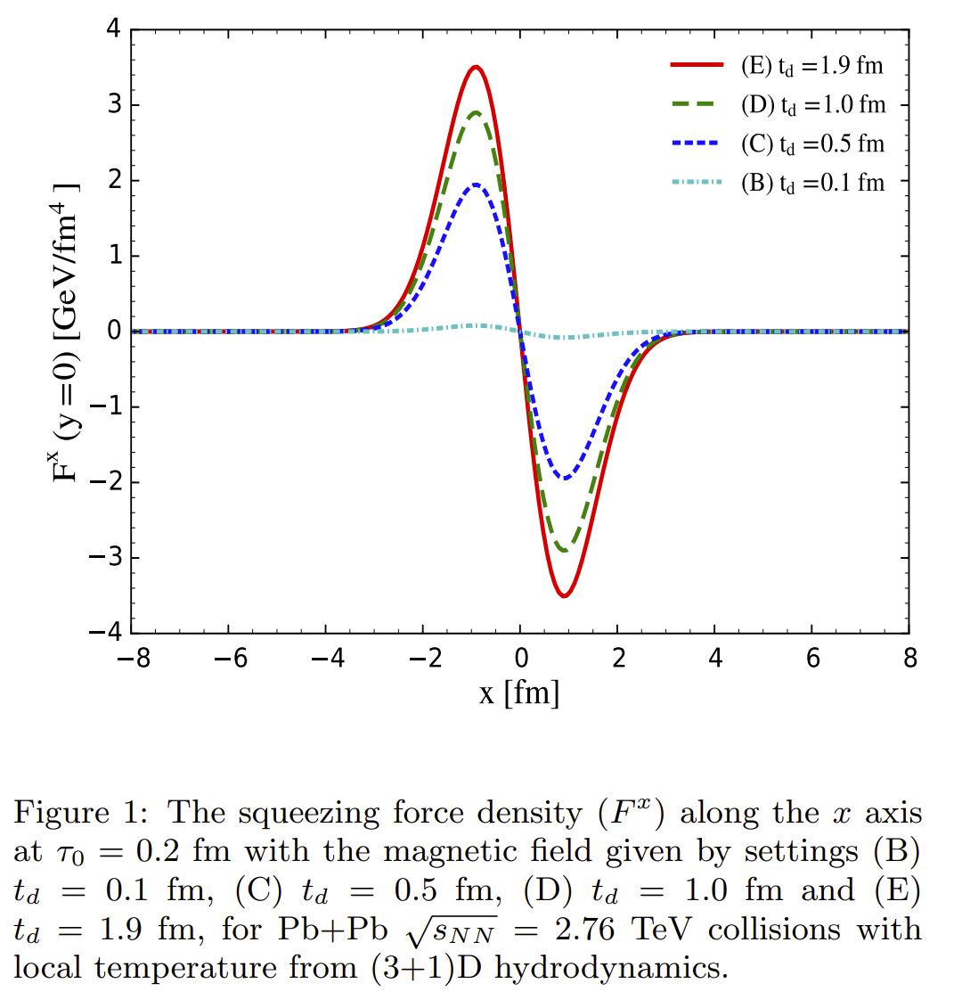 4
3
2
1
0
−1
−2
−3
−4
F^x (y =0) [GeV/fm^4 ]
(E) t_d =1.9 fm
(D) t_d =1.0 fm
(C) t_d =0.5 fm
(B) t_d =0.1 fm
−8 −6 −4 −2 0 2 4 6 8
x [fm]
Figure 1: The squeezing force density (F^x) along the x axis
at τ_0 = 0.2 fm with the magnetic field given by settings (B)
t_d = 0.1 fm, (C) t_d = 0.5 fm, (D) t_d = 1.0 fm and (E)
t_d = 1.9 fm, for Pb+Pb √s_NN = 2.76 TeV collisions with
local temperature from (3+1)D hydrodynamics.